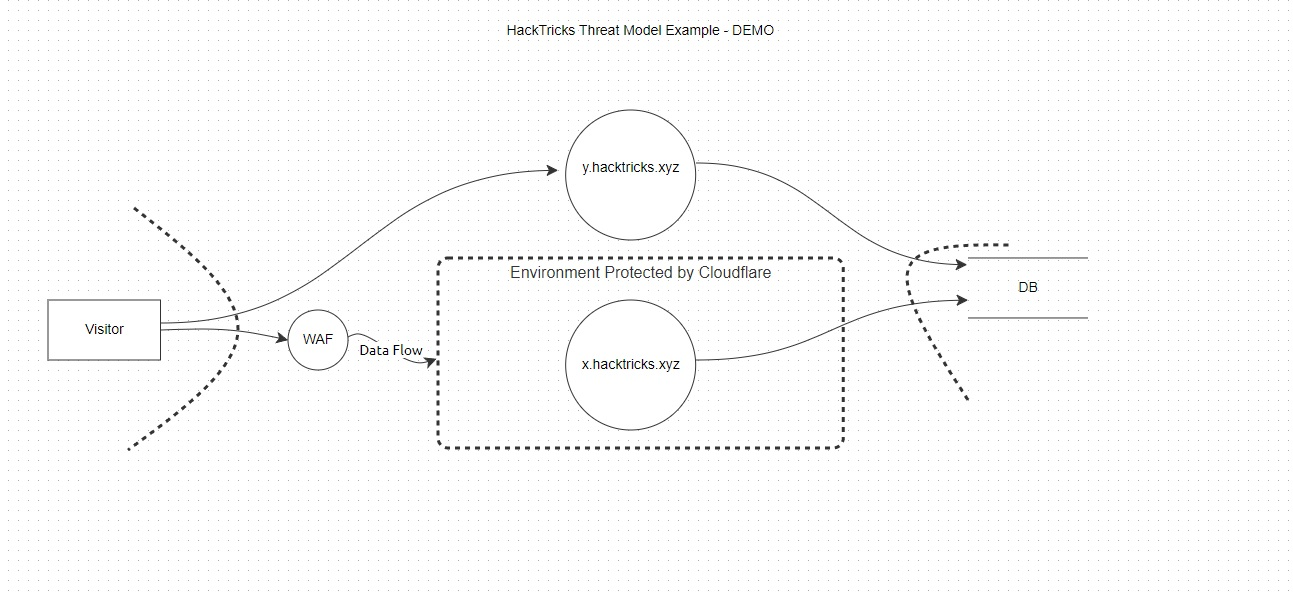 HackTricks Threat Model Example - DEMO
y.hacktricks.xyz
Environment Protected by Cloudflare
DB
Visitor
WAF
Data Flow
x.hacktricks.xyz